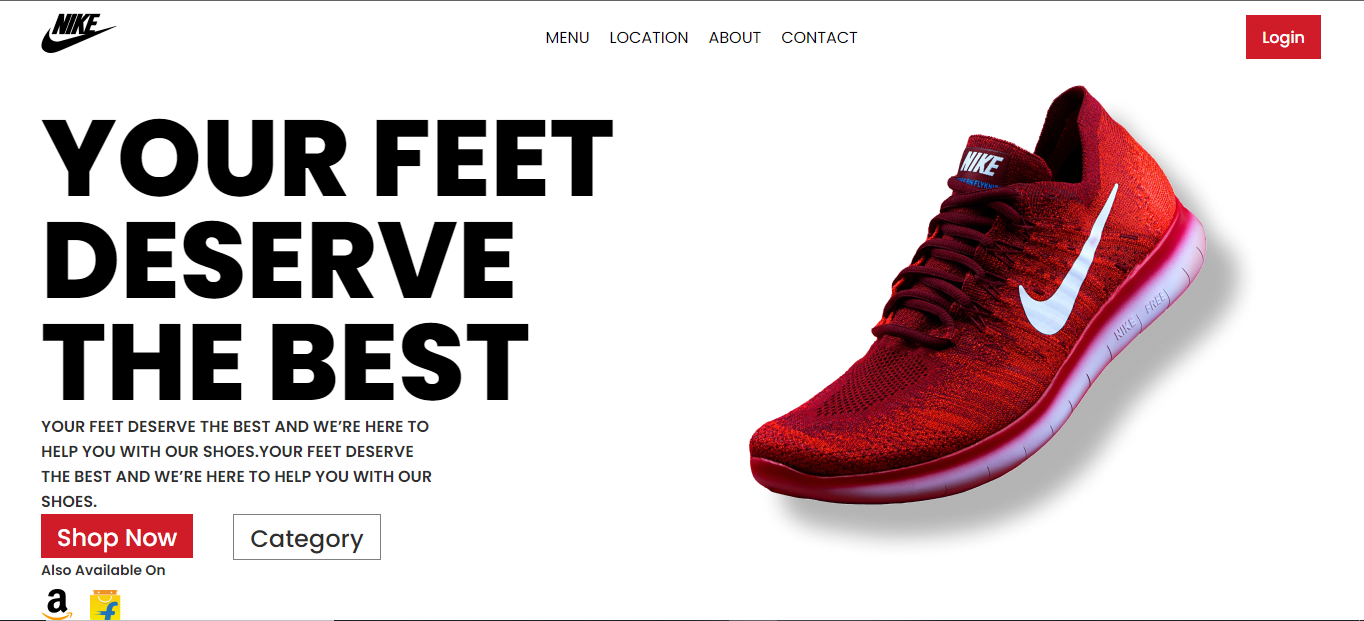 NIKE
MENU LOCATION ABOUT CONTACT
Login
YOUR FEET
DESERVE
THE BEST
YOUR FEET DESERVE THE BEST AND WE’RE HERE TO
HELP YOU WITH OUR SHOES.YOUR FEET DESERVE
THE BEST AND WE’RE HERE TO HELP YOU WITH OUR
SHOES.
Shop Now Category
Also Available On
a
f
NIKE
NIKE FREE